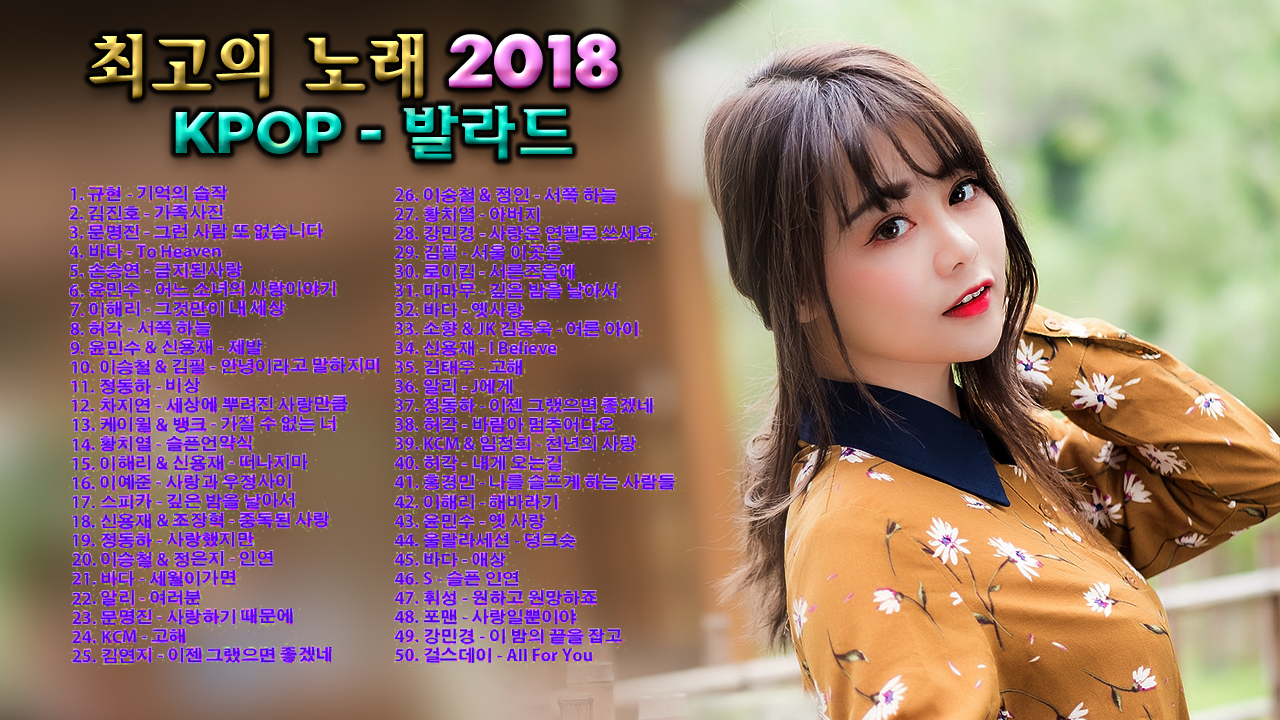 최고의 노래 2018
KPOP - 발라드
1. 규현 - 기억의 습작
2. 김진호 - 가족사진
3. 문명진 - 그런 사람 또 없습니다
4. 바다 - To Heaven
5. 손승연 - 금지된사랑
6. 윤민수 - 어느 소녀의 사랑이야기
7. 이해리 - 그것만이 내 세상
8. 허각 - 서쪽 하늘
9. 윤민수 & 신용재 - 제발
10. 이승철 & 김필 - 안녕이라고 말하지미
11. 정동하 - 비상
12. 차지연 - 세상에 뿌려진 사랑만큼
13. 케이윌 & 뱅크 - 가질 수 없는 너
14. 황치열 - 슬픈언약식
15. 이해리 & 신용재 - 떠나지마
16. 이예준 - 사랑과 우정사이
17. 스피카 - 깊은 밤을 날아서
18. 신용재 & 조장혁 - 중독된 사랑
19. 정동하 - 사랑했지만
20. 이승철 & 정은지 - 인연
21. 바다 - 세월이가면
22. 알리 - 여러분
23. 문명진 - 사랑하기 때문에
24. KCM - 고해
25. 김연지 - 이젠 그랬으면 좋겠네
26. 이승철 & 정인 - 서쪽 하늘
27. 황치열 - 아버지
28. 강민경 - 사랑은 연필로 쓰세요
29. 김필 - 서울 이곳은
30. 로이킴 - 서른즈음에
31. 마마무 - 깊은 밤을 날아서
32. 바다 - 옛사랑
33. 소향 & JK 김동욱 - 어른 아이
34. 신용재 - I Believe
35. 김태우 - 고해
36. 알리 - J에게
37. 정동하 - 이젠 그랬으면 좋겠네
38. 허각 - 바람아 멈추어다오
39. KCM & 임정희 - 천년의 사랑
40. 허각 - 내게 오는길
41. 홍경민 - 나를 슬프게 하는 사람들
42. 이해리 - 해바라기
43. 윤민수 - 옛 사랑
44. 울랄라세션 - 덩크슛
45. 바다 - 애상
46. S - 슬픈 인연
47. 휘성 - 원하고 원망하죠
48. 포맨 - 사랑일뿐이야
49. 강민경 - 이 밤의 끝을 잡고
50. 걸스데이 - All For You